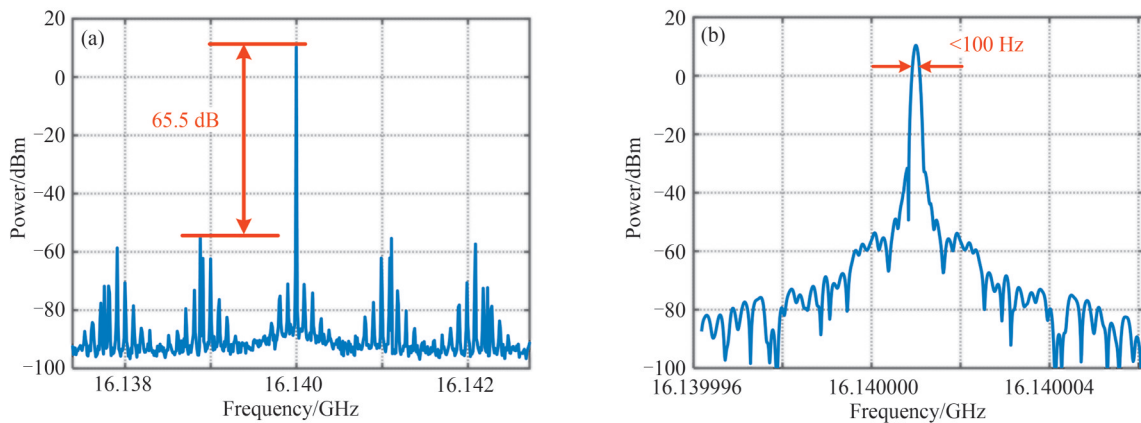 (a)
20
0
−20
−40
−60
−80
−100
65.5 dB
Power/dBm
16.138
16.140
16.142
Frequency/GHz
(b)
20
0
−20
−40
−60
−80
−100
<100 Hz
Power/dBm
16.139996
16.140000
16.140004
Frequency/GHz